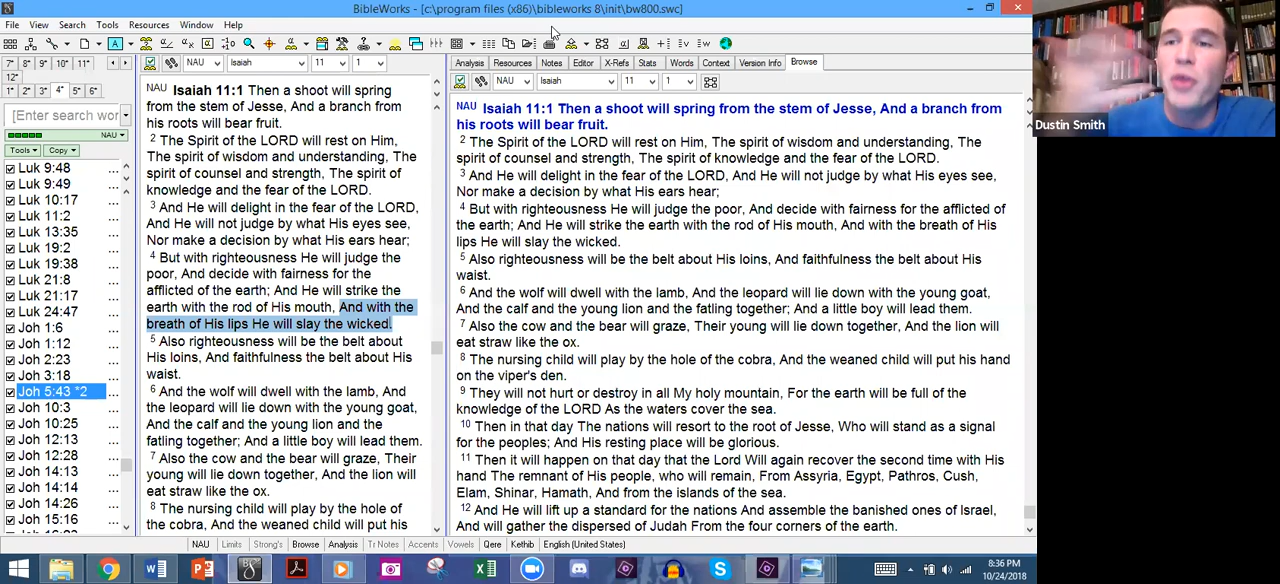 BibleWorks - [c:\program files (x86)\bibleworks 8\init\bw800.swc]
File View Search Tools Resources Window Help
7* 8* 9* 10* 11*
12*
1* 2* 3* 4* 5* 6*
[Enter search wor
NAU
Tools Copy
Luk 9:48 ...
Luk 9:49 ...
Luk 10:17 ...
Luk 11:2 ...
Luk 13:35 ...
Luk 19:2 ...
Luk 19:38 ...
Luk 21:8 ...
Luk 21:17 ...
Luk 24:47 ...
Joh 1:6 ...
Joh 1:12 ...
Joh 2:23 ...
Joh 3:18 ...
Joh 5:43 *2 ...
Joh 10:3 ...
Joh 10:25 ...
Joh 12:13 ...
Joh 12:28 ...
Joh 14:13 ...
Joh 14:14 ...
Joh 14:26 ...
Joh 15:16 ...
NAU Isaiah 11 1
NAU Isaiah 11:1 Then a shoot will spring
from the stem of Jesse, And a branch from
his roots will bear fruit.
2 The Spirit of the LORD will rest on Him,
The spirit of wisdom and understanding, The
spirit of counsel and strength, The spirit of
knowledge and the fear of the LORD.
3 And He will delight in the fear of the LORD,
And He will not judge by what His eyes see,
Nor make a decision by what His ears hear;
4 But with righteousness He will judge the
poor, And decide with fairness for the
afflicted of the earth; And He will strike the
earth with the rod of His mouth, And with the
breath of His lips He will slay the wicked.
5 Also righteousness will be the belt about
His loins, And faithfulness the belt about His
waist.
6 And the wolf will dwell with the lamb, And
the leopard will lie down with the young goat,
And the calf and the young lion and the
fatling together; And a little boy will lead them.
7 Also the cow and the bear will graze, Their
young will lie down together, And the lion will
eat straw like the ox.
8 The nursing child will play by the hole of
the cobra, And the weaned child will put his
Analysis Resources Notes Editor X-Refs Stats Words Context Version Info Browse
NAU Isaiah 11 1
NAU Isaiah 11:1 Then a shoot will spring from the stem of Jesse, And a branch from
his roots will bear fruit.
2 The Spirit of the LORD will rest on Him, The spirit of wisdom and understanding, The
spirit of counsel and strength, The spirit of knowledge and the fear of the LORD.
3 And He will delight in the fear of the LORD, And He will not judge by what His eyes see,
Nor make a decision by what His ears hear;
4 But with righteousness He will judge the poor, And decide with fairness for the afflicted of
the earth; And He will strike the earth with the rod of His mouth, And with the breath of His
lips He will slay the wicked.
5 Also righteousness will be the belt about His loins, And faithfulness the belt about His
waist.
6 And the wolf will dwell with the lamb, And the leopard will lie down with the young goat,
And the calf and the young lion and the fatling together; And a little boy will lead them.
7 Also the cow and the bear will graze, Their young will lie down together, And the lion will
eat straw like the ox.
8 The nursing child will play by the hole of the cobra, And the weaned child will put his hand
on the viper's den.
9 They will not hurt or destroy in all My holy mountain, For the earth will be full of the
knowledge of the LORD As the waters cover the sea.
10 Then in that day The nations will resort to the root of Jesse, Who will stand as a signal
for the peoples; And His resting place will be glorious.
11 Then it will happen on that day that the Lord Will again recover the second time with His
hand The remnant of His people, who will remain, From Assyria, Egypt, Pathros, Cush,
Elam, Shinar, Hamath, And from the islands of the sea.
12 And He will lift up a standard for the nations And assemble the banished ones of Israel,
And will gather the dispersed of Judah From the four corners of the earth.
Dustin Smith
NAU Limits Strong's Browse Analysis Tr Notes Accents Vowels Qere Kethib English (United States)
8:36 PM
10/24/2018